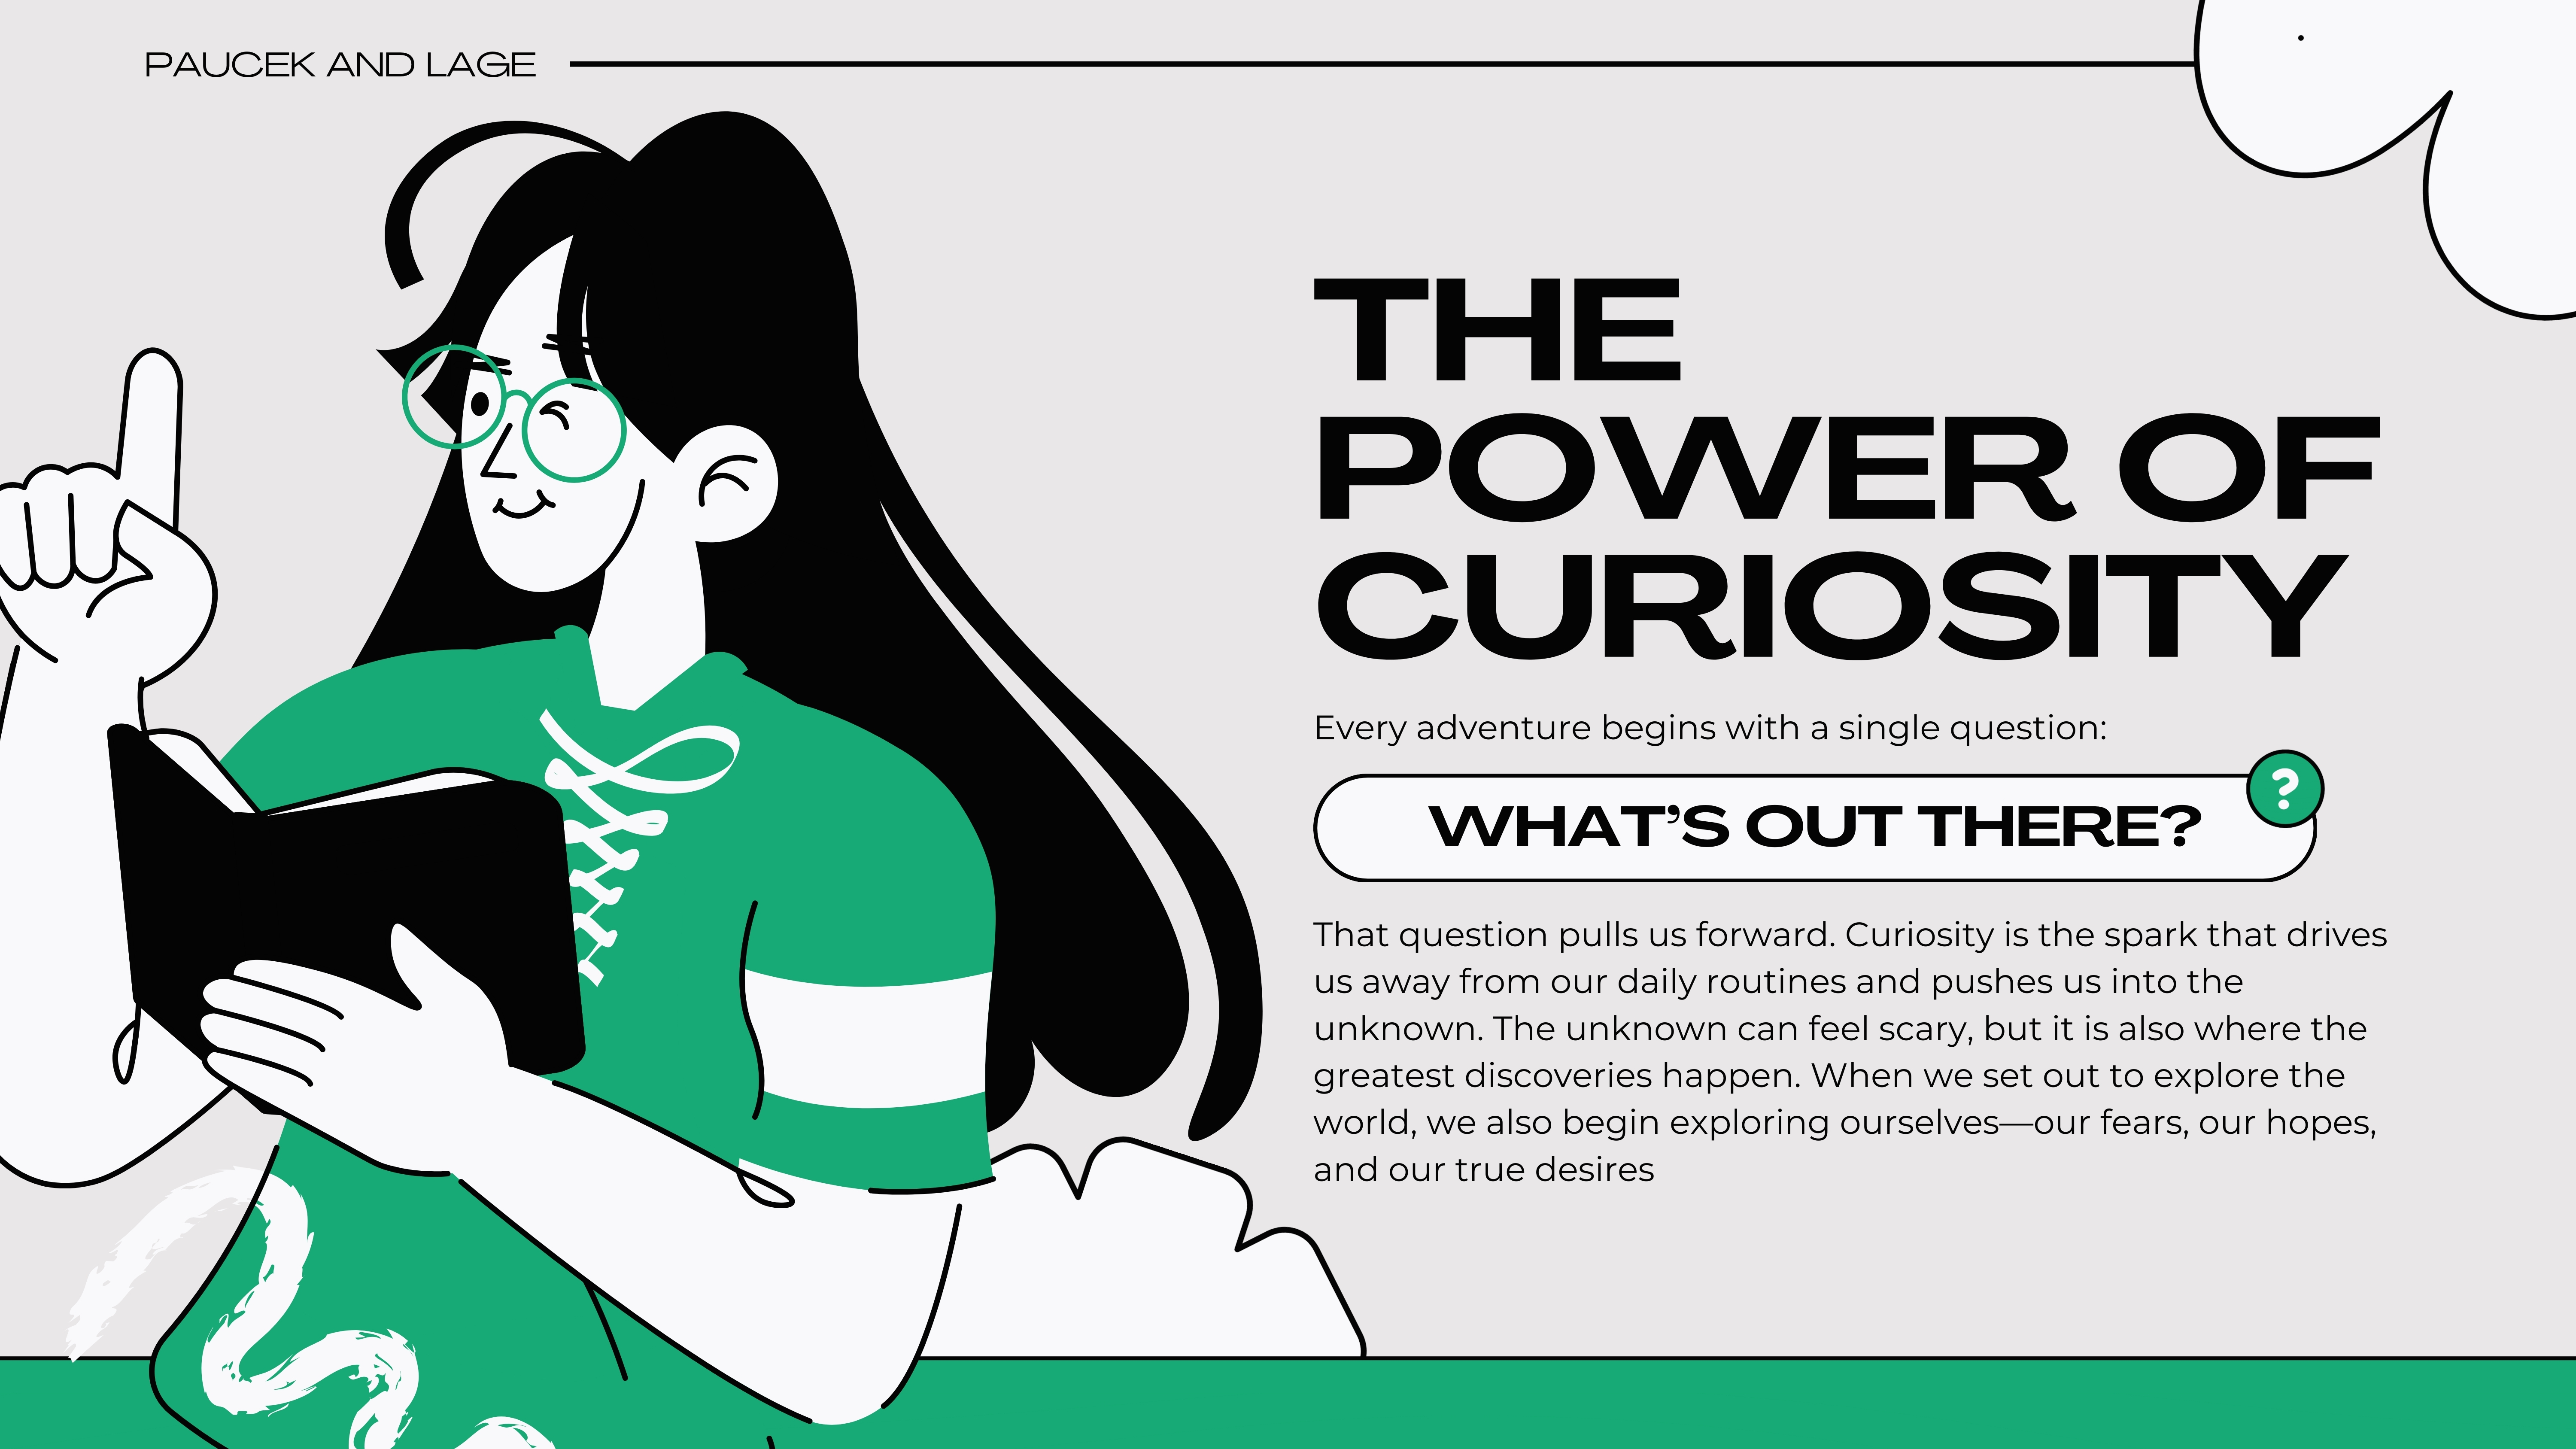 PAUCEK AND LAGE
THE
POWER OF
CURIOSITY
Every adventure begins with a single question:
?
WHAT'S OUT THERE?
That question pulls us forward. Curiosity is the spark that drives
us away from our daily routines and pushes us into the
unknown. The unknown can feel scary, but it is also where the
greatest discoveries happen. When we set out to explore the
world, we also begin exploring ourselves—our fears, our hopes,
and our true desires